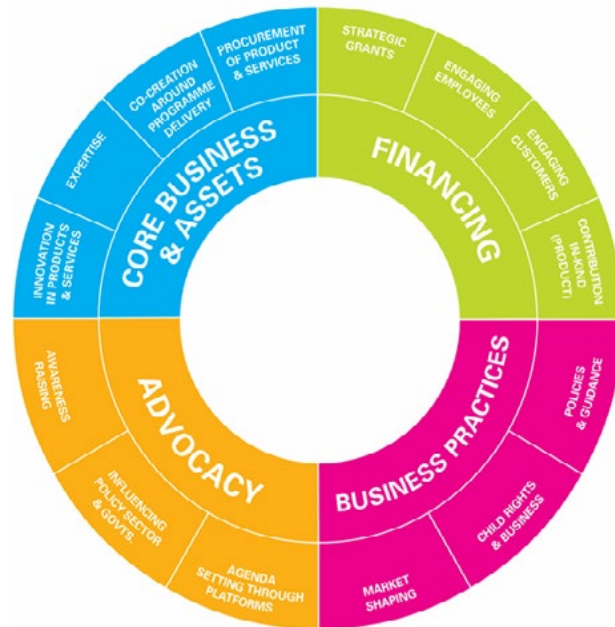 PROCUREMENT
OF PRODUCT
& SERVICES
STRATEGIC
GRANTS
CO-CREATION
AROUND
PROGRAMME
DELIVERY
ENGAGING
EMPLOYEES
EXPERTISE
ENGAGING
CUSTOMERS
INNOVATION
IN PRODUCTS
& SERVICES
CONTRIBUTION
IN-KIND
(PRODUCT)
CORE BUSINESS
& ASSETS
FINANCING
ADVOCACY
BUSINESS PRACTICES
AWARENESS
RAISING
POLICIES
& GUIDANCE
INFLUENCING
POLICY SECTOR
& GOVTS.
CHILD RIGHTS
& BUSINESS
AGENDA
SETTING THROUGH
PLATFORMS
MARKET
SHAPING